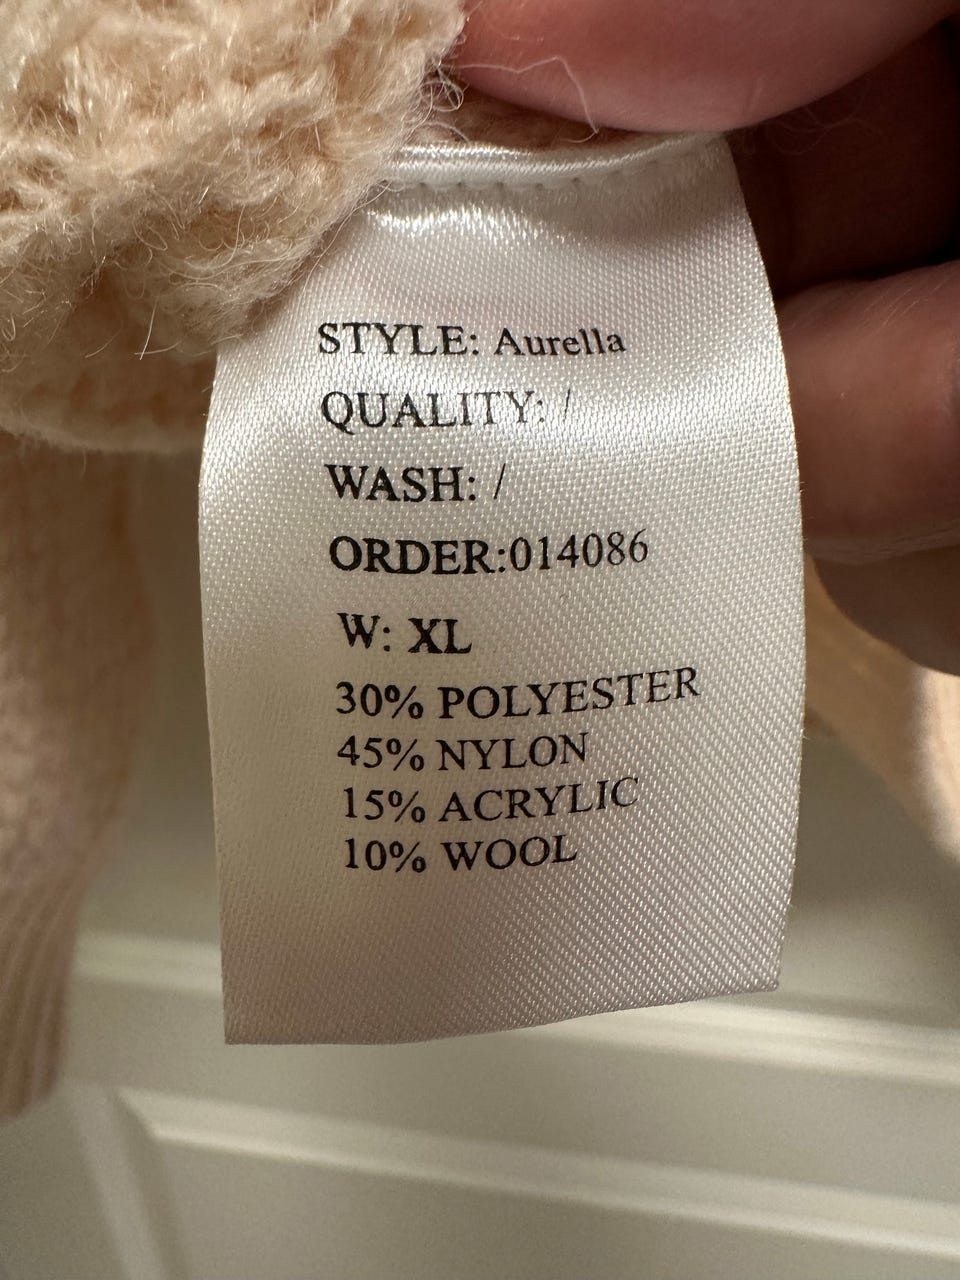 STYLE: Aurella
QUALITY: /
WASH: /
ORDER:014086
W: XL
30% POLYESTER
45% NYLON
15% ACRYLIC
10% WOOL